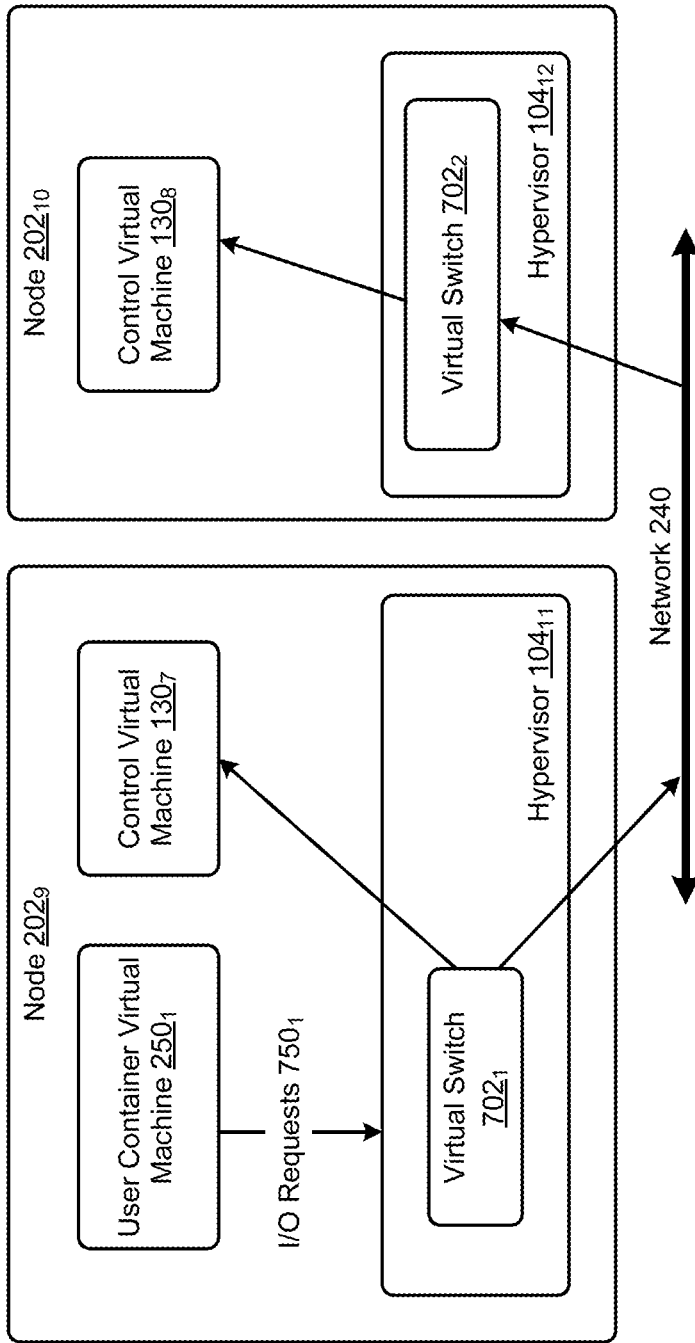 Node 202₉
User Container Virtual
Machine 250₁
Control Virtual
Machine 130₇
I/O Requests 750₁
Virtual Switch
702₁
Hypervisor 104₁₁
Node 202₁₀
Control Virtual
Machine 130₈
Virtual Switch 702₂
Hypervisor 104₁₂
Network 240